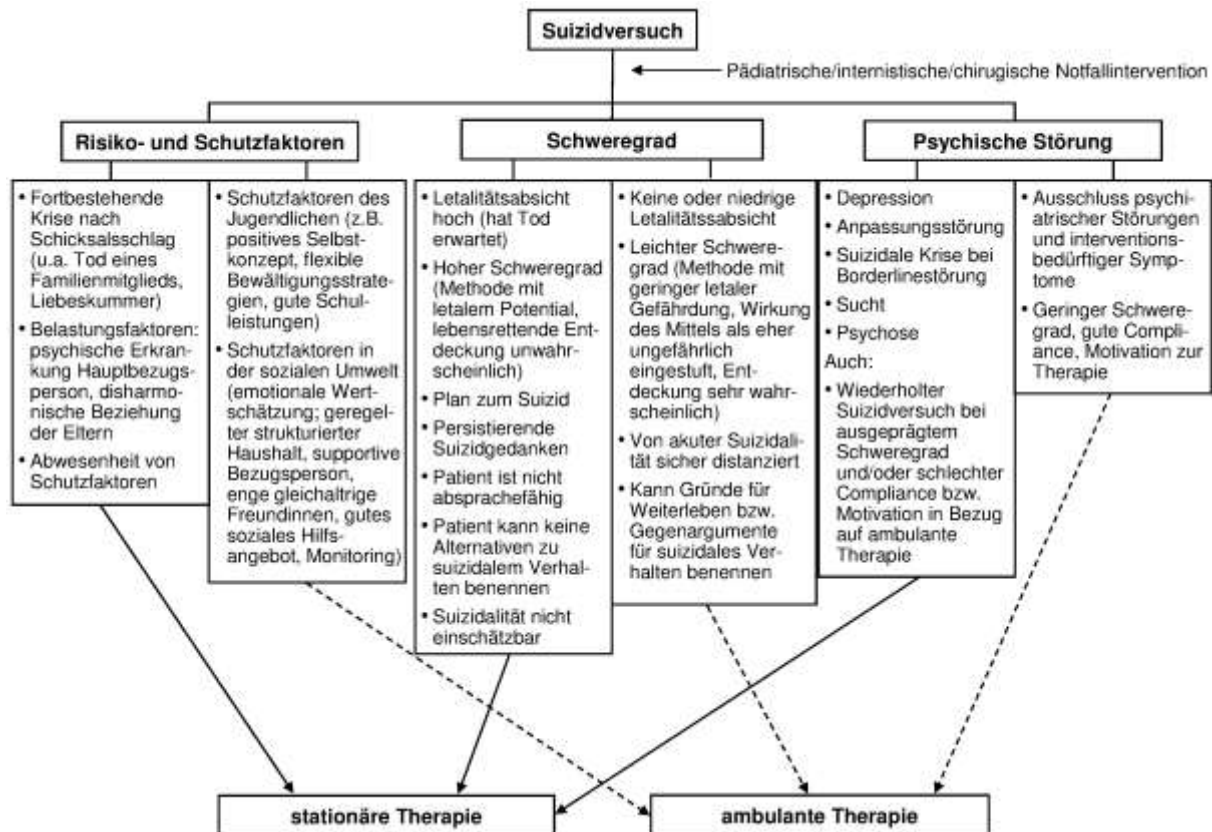 Suizidversuch
Pädiatrische/internistische/chirugische Notfallintervention
Risiko- und Schutzfaktoren
Schweregrad
Psychische Störung
• Fortbestehende
Krise nach
Schicksalsschlag
(u.a. Tod eines
Familienmitglieds,
Liebeskummer)
• Belastungsfaktoren:
psychische Erkran-
kung Hauptbezugs-
person, disharmo-
nische Beziehung
der Eltern
• Abwesenheit von
Schutzfaktoren
• Schutzfaktoren des
Jugendlichen (z.B.
positives Selbst-
konzept, flexible
Bewältigungsstrate-
gien, gute Schul-
leistungen)
• Schutzfaktoren in
der sozialen Umwelt
(emotionale Wert-
schätzung; geregel-
ter strukturierter
Haushalt, supportive
Bezugsperson,
enge gleichaltrige
Freundinnen, gutes
soziales Hilfs-
angebot, Monitoring)
• Letalitätsabsicht
hoch (hat Tod
erwartet)
• Hoher Schweregrad
(Methode mit
letalem Potential,
lebensrettende Ent-
deckung unwahr-
scheinlich)
• Plan zum Suizid
• Persistierende
Suizidgedanken
• Patient ist nicht
absprachefähig
• Patient kann keine
Alternativen zu
suizidalem Verhal-
ten benennen
• Suizidalität nicht
einschätzbar
• Keine oder niedrige
Letalitätssabsicht
• Leichter Schwere-
grad (Methode mit
geringer letaler
Gefährdung, Wirkung
des Mittels als eher
ungefährlich
eingestuft, Ent-
deckung sehr wahr-
scheinlich)
• Von akuter Suizidali-
tät sicher distanziert
• Kann Gründe für
Weiterleben bzw.
Gegenargumente
für suizidales Ver-
halten benennen
• Depression
• Anpassungsstörung
• Suizidale Krise bei
Borderlinestörung
• Sucht
• Psychose
Auch:
• Wiederholter
Suizidversuch bei
ausgeprägtem
Schweregrad
und/oder schlechter
Compliance bzw.
Motivation in Bezug
auf ambulante
Therapie
• Ausschluss psychi-
atrischer Störungen
und interventions-
bedürftiger Symp-
tome
• Geringer Schwere-
grad, gute Compli-
ance, Motivation zur
Therapie
stationäre Therapie
ambulante Therapie